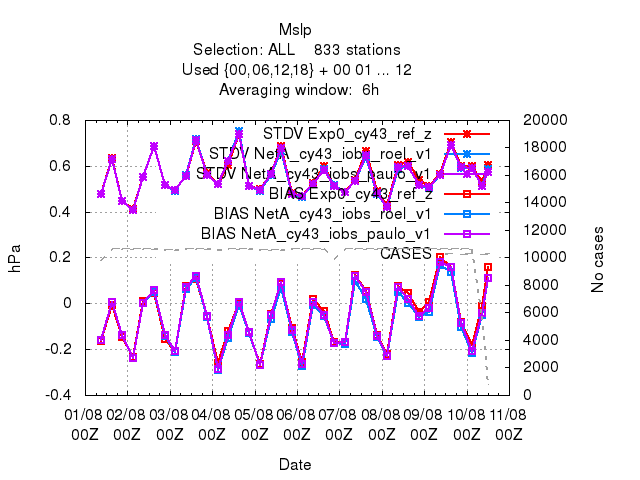 Mslp
Selection: ALL 833 stations
Used {00,06,12,18} + 00 01 ... 12
Averaging window: 6h
0.8
0.6
0.4
0.2
0
-0.2
-0.4
hPa
20000
18000
16000
14000
12000
10000
8000
6000
4000
2000
0
No cases
STDV Exp0_cy43_ref_z
STDV NetA_cy43_iobs_roel_v1
STDV NetA_cy43_iobs_paulo_v1
BIAS Exp0_cy43_ref_z
BIAS NetA_cy43_iobs_roel_v1
BIAS NetA_cy43_iobs_paulo_v1
CASES
01/08 02/08 03/08 04/08 05/08 06/08 07/08 08/08 09/08 10/08 11/08
00Z 00Z 00Z 00Z 00Z 00Z 00Z 00Z 00Z 00Z 00Z
Date